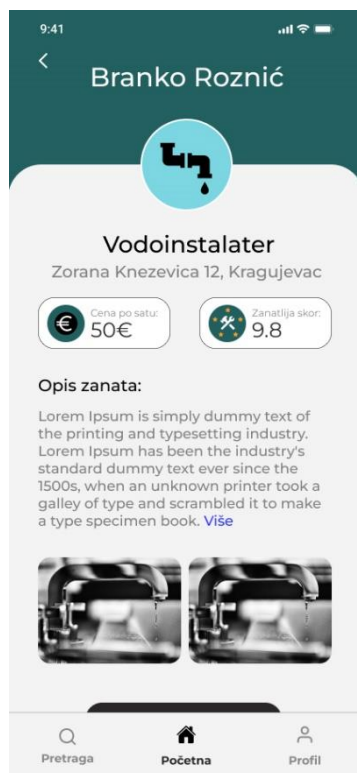 9:41
Branko Roznić
Vodoinstalater
Zorana Knezevica 12, Kragujevac
Cena po satu:
50€
Zanatlija skor:
9.8
Opis zanata:
Lorem Ipsum is simply dummy text of
the printing and typesetting industry.
Lorem Ipsum has been the industry's
standard dummy text ever since the
1500s, when an unknown printer took a
galley of type and scrambled it to make
a type specimen book. Više
Pretraga
Početna
Profil